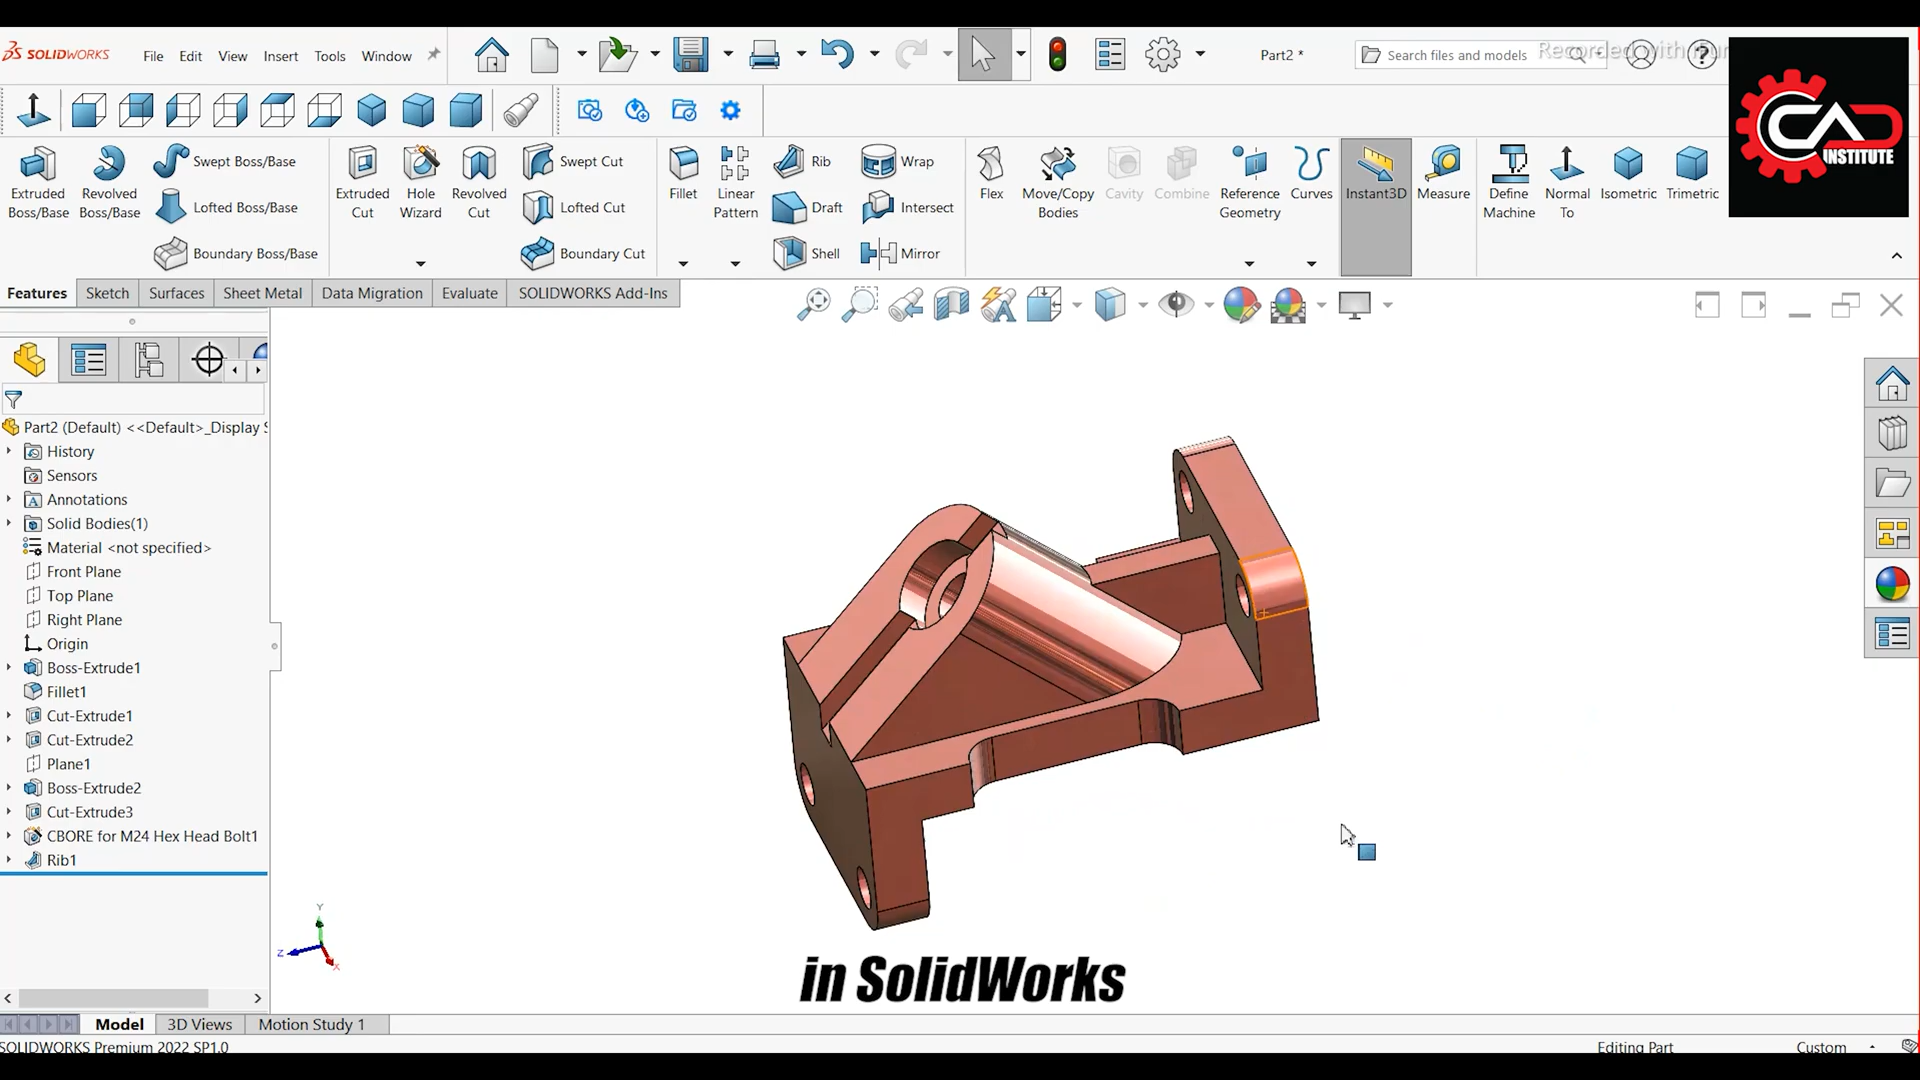 SOLIDWORKS File Edit View Insert Tools Window Part2 * Search files and models Recorded with
CAD INSTITUTE
Extruded Boss/Base
Revolved Boss/Base
Swept Boss/Base
Lofted Boss/Base
Boundary Boss/Base
Extruded Cut
Hole Wizard
Revolved Cut
Swept Cut
Lofted Cut
Boundary Cut
Fillet
Linear Pattern
Rib
Draft
Shell
Wrap
Intersect
Mirror
Flex
Move/Copy Bodies
Cavity
Combine
Reference Geometry
Curves
Instant3D
Measure
Define Machine
Normal To
Isometric
Trimetric
Features Sketch Surfaces Sheet Metal Data Migration Evaluate SOLIDWORKS Add-Ins
Part2 (Default) <<Default>_Display S
History
Sensors
Annotations
Solid Bodies(1)
Material <not specified>
Front Plane
Top Plane
Right Plane
Origin
Boss-Extrude1
Fillet1
Cut-Extrude1
Cut-Extrude2
Plane1
Boss-Extrude2
Cut-Extrude3
CBORE for M24 Hex Head Bolt1
Rib1
Y
Z
X
in SolidWorks
Model 3D Views Motion Study 1
SOLIDWORKS Premium 2022 SP1.0 Editing Part Custom